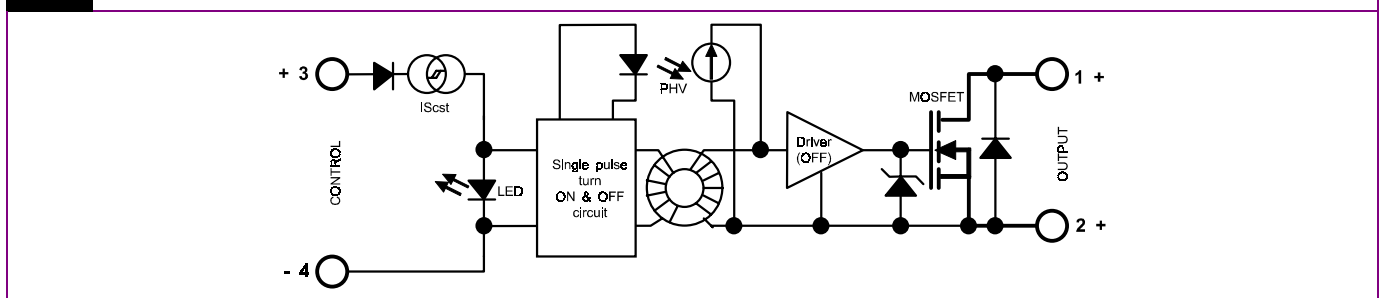 + 3
IScst
CONTROL
LED
- 4
Single pulse
turn
ON & OFF
circuit
PHV
Driver
(OFF)
MOSFET
1 +
OUTPUT
2 +